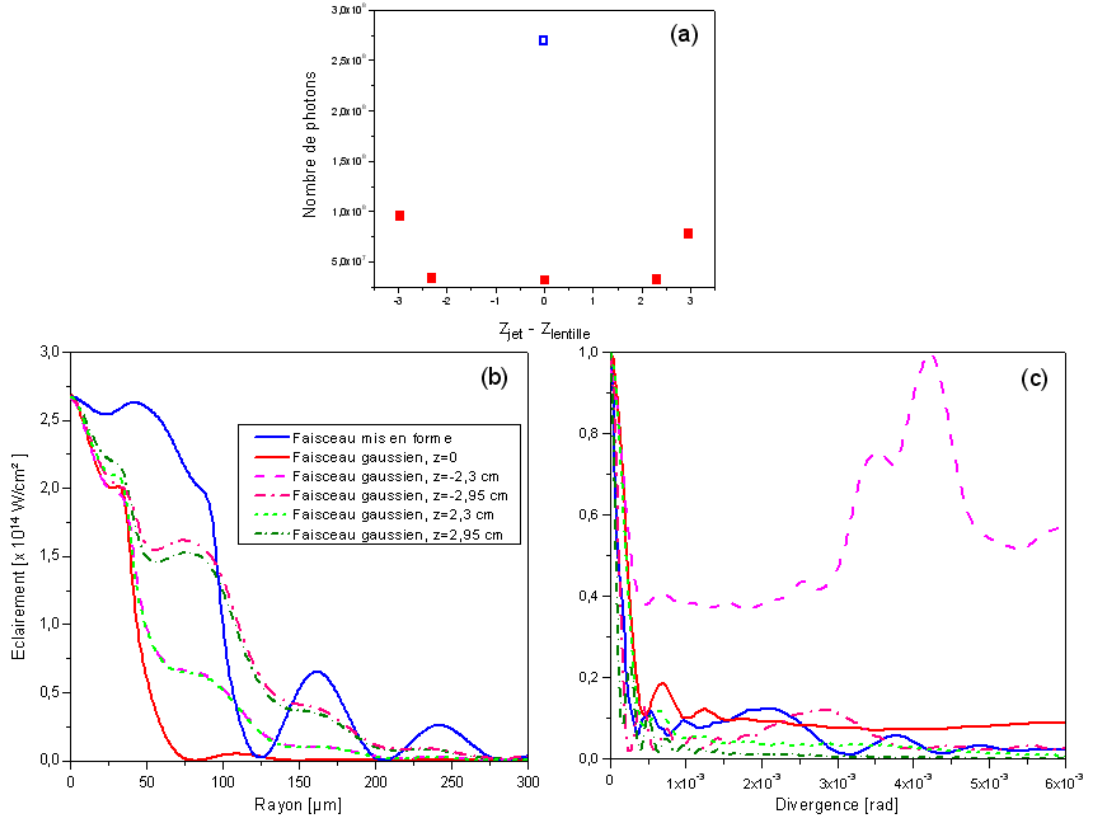 (a)
3,0x10⁸
2,5x10⁸
2,0x10⁸
1,5x10⁸
1,0x10⁸
5,0x10⁷
Nombre de photons
-3 -2 -1 0 1 2 3
Zjet - Zlentille
(b)
3,0
2,5
2,0
1,5
1,0
0,5
0,0
Eclairement [x 10¹⁴ W/cm²]
Faisceau mis en forme
Faisceau gaussien, z=0
Faisceau gaussien, z=-2,3 cm
Faisceau gaussien, z=-2,95 cm
Faisceau gaussien, z=2,3 cm
Faisceau gaussien, z=2,95 cm
0 50 100 150 200 250 300
Rayon [µm]
(c)
1,0
0,8
0,6
0,4
0,2
0,0
0 1x10⁻³ 2x10⁻³ 3x10⁻³ 4x10⁻³ 5x10⁻³ 6x10⁻³
Divergence [rad]